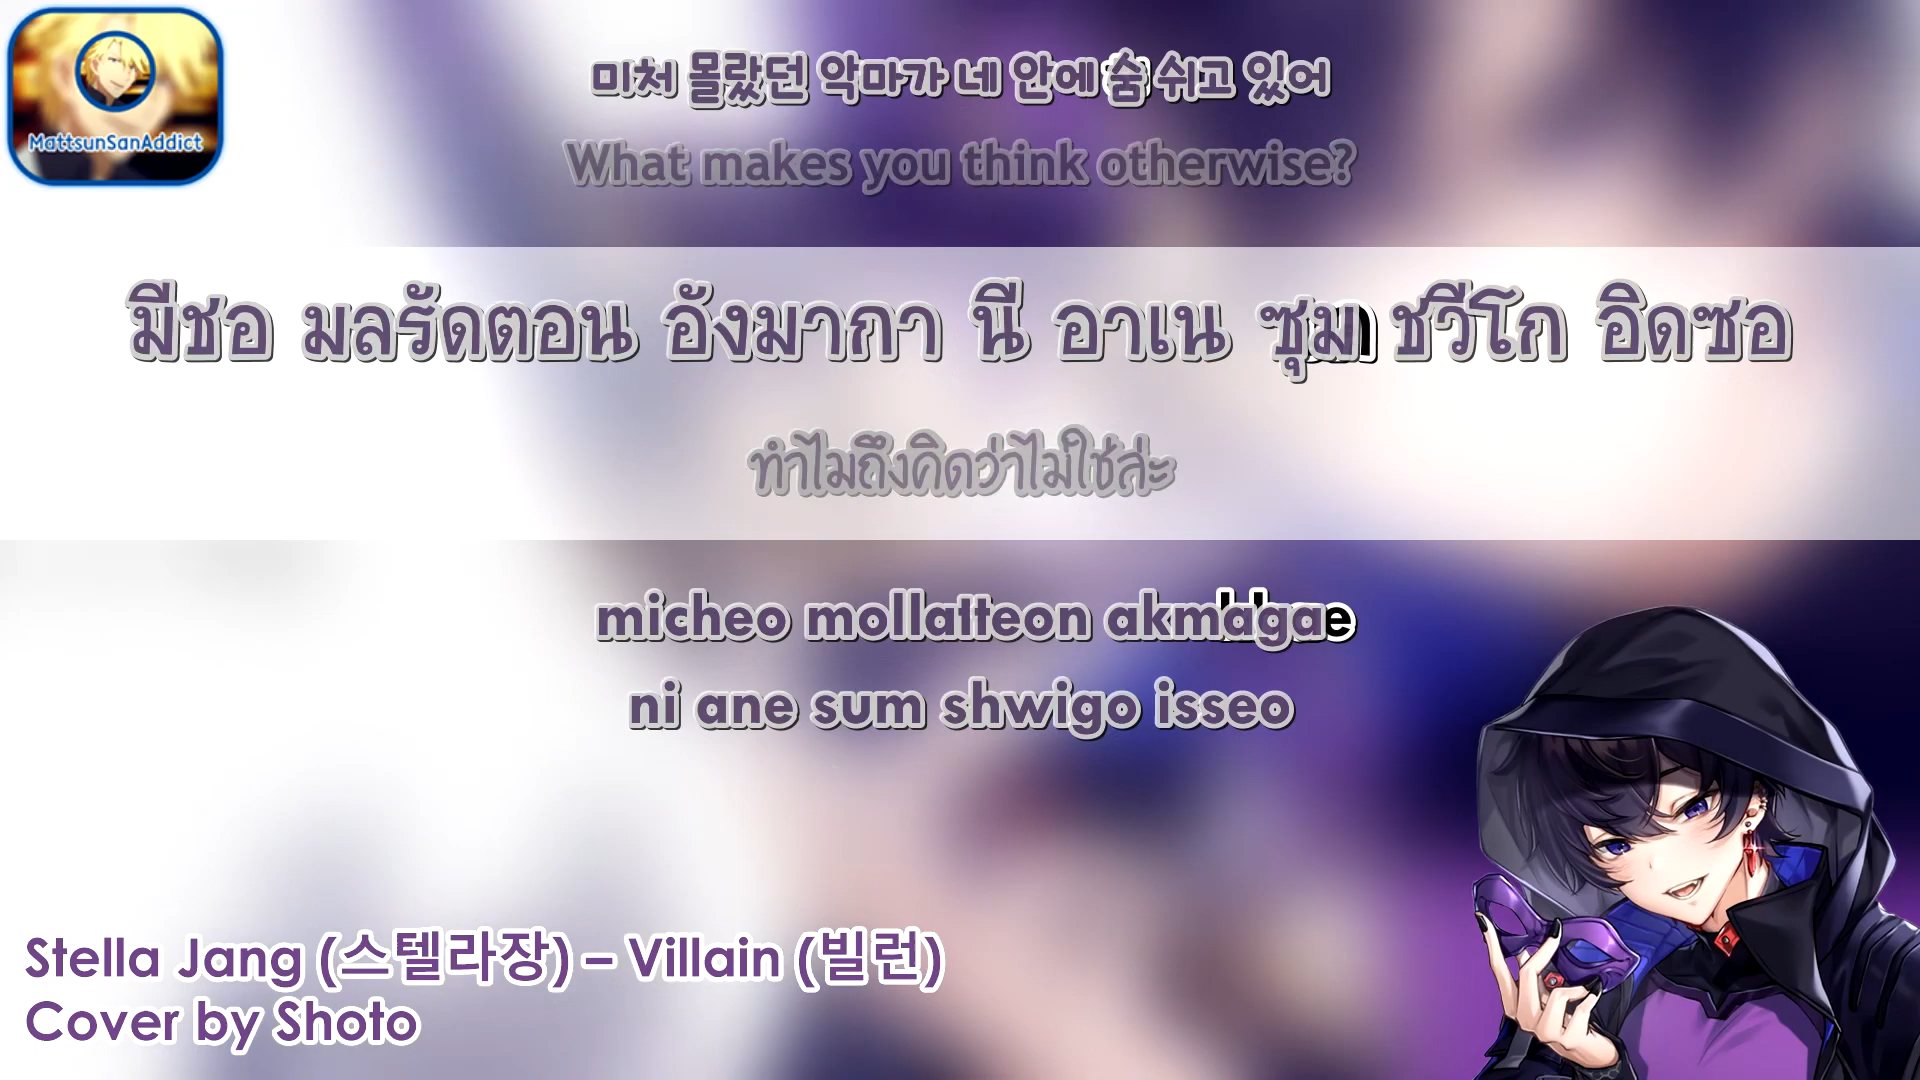 MattsunSanAddict
미처 몰랐던 악마가 네 안에 숨 쉬고 있어
What makes you think otherwise?
มีชอ มลรัดตอน อังมากา นี อาเน ซุม ชวีโก อิดซอ
ทำไมถึงคิดว่าไม่ใช่ล่ะ
micheo mollatteon akmaga
ni ane sum shwigo isseo
Stella Jang (스텔라장) – Villain (빌런)
Cover by Shoto